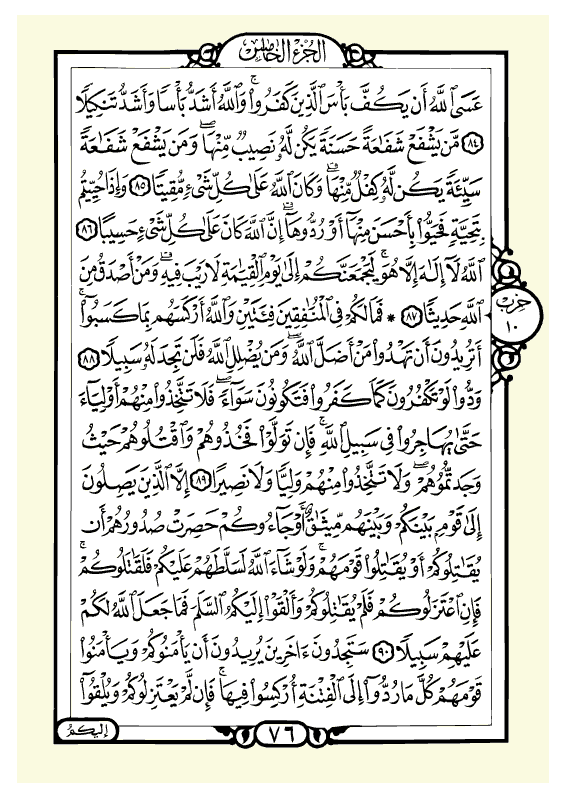 الجزء الخامس
عَسَى ٱللَّهُ أَن يَكُفَّ بَأْسَ ٱلَّذِينَ كَفَرُوا۟ ۚ وَٱللَّهُ أَشَدُّ بَأْسًا وَأَشَدُّ تَنكِيلًا
٨٤ مَّن يَشْفَعْ شَفَٰعَةً حَسَنَةً يَكُن لَّهُۥ نَصِيبٌ مِّنْهَا ۖ وَمَن يَشْفَعْ شَفَٰعَةً
سَيِّئَةً يَكُن لَّهُۥ كِفْلٌ مِّنْهَا ۗ وَكَانَ ٱللَّهُ عَلَىٰ كُلِّ شَىْءٍ مُّقِيتًا ٨٥ وَإِذَا حُيِّيتُم
بِتَحِيَّةٍ فَحَيُّوا۟ بِأَحْسَنَ مِنْهَآ أَوْ رُدُّوهَآ ۗ إِنَّ ٱللَّهَ كَانَ عَلَىٰ كُلِّ شَىْءٍ حَسِيبًا ٨٦
ٱللَّهُ لَآ إِلَٰهَ إِلَّا هُوَ ۚ لَيَجْمَعَنَّكُمْ إِلَىٰ يَوْمِ ٱلْقِيَٰمَةِ لَا رَيْبَ فِيهِ ۗ وَمَنْ أَصْدَقُ مِنَ
ٱللَّهِ حَدِيثًا ٨٧ * فَمَا لَكُمْ فِى ٱلْمُنَٰفِقِينَ فِئَتَيْنِ وَٱللَّهُ أَرْكَسَهُم بِمَا كَسَبُوٓا۟ ۚ
حزب
١٠
أَتُرِيدُونَ أَن تَهْدُوا۟ مَنْ أَضَلَّ ٱللَّهُ ۖ وَمَن يُضْلِلِ ٱللَّهُ فَلَن تَجِدَ لَهُۥ سَبِيلًا ٨٨
وَدُّوا۟ لَوْ تَكْفُرُونَ كَمَا كَفَرُوا۟ فَتَكُونُونَ سَوَآءً ۖ فَلَا تَتَّخِذُوا۟ مِنْهُمْ أَوْلِيَآءَ
حَتَّىٰ يُهَاجِرُوا۟ فِى سَبِيلِ ٱللَّهِ ۚ فَإِن تَوَلَّوْا۟ فَخُذُوهُمْ وَٱقْتُلُوهُمْ حَيْثُ
وَجَدتُّمُوهُمْ ۖ وَلَا تَتَّخِذُوا۟ مِنْهُمْ وَلِيًّا وَلَا نَصِيرًا ٨٩ إِلَّا ٱلَّذِينَ يَصِلُونَ
إِلَىٰ قَوْمٍۭ بَيْنَكُمْ وَبَيْنَهُم مِّيثَٰقٌ أَوْ جَآءُوكُمْ حَصِرَتْ صُدُورُهُمْ أَن
يُقَٰتِلُوكُمْ أَوْ يُقَٰتِلُوا۟ قَوْمَهُمْ ۚ وَلَوْ شَآءَ ٱللَّهُ لَسَلَّطَهُمْ عَلَيْكُمْ فَلَقَٰتَلُوكُمْ ۚ
فَإِنِ ٱعْتَزَلُوكُمْ فَلَمْ يُقَٰتِلُوكُمْ وَأَلْقَوْا۟ إِلَيْكُمُ ٱلسَّلَمَ فَمَا جَعَلَ ٱللَّهُ لَكُمْ
عَلَيْهِمْ سَبِيلًا ٩٠ سَتَجِدُونَ ءَاخَرِينَ يُرِيدُونَ أَن يَأْمَنُوكُمْ وَيَأْمَنُوا۟
قَوْمَهُمْ كُلَّ مَا رُدُّوٓا۟ إِلَى ٱلْفِتْنَةِ أُرْكِسُوا۟ فِيهَا ۚ فَإِن لَّمْ يَعْتَزِلُوكُمْ وَيُلْقُوٓا۟
٧٦
إليكم